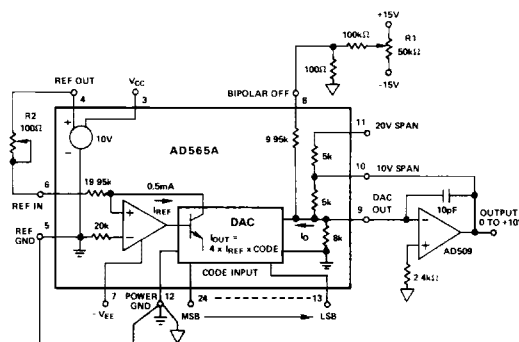 +15V
100kΩ
R1
50kΩ
100Ω
-15V
REF OUT
VCC
BIPOLAR OFF
4
3
8
R2
100Ω
+
10V
-
AD565A
9.95k
11
20V SPAN
5k
10
10V SPAN
5k
6
19.95k
0.5mA
REF IN
IREF
DAC
9
DAC
OUT
10pF
OUTPUT
0 TO +10V
REF
GND
5
20k
+
-
IOUT =
4 × IREF × CODE
IO
8k
-
+
AD509
CODE INPUT
2.4kΩ
7
POWER
GND
12
24
13
-VEE
MSB
LSB